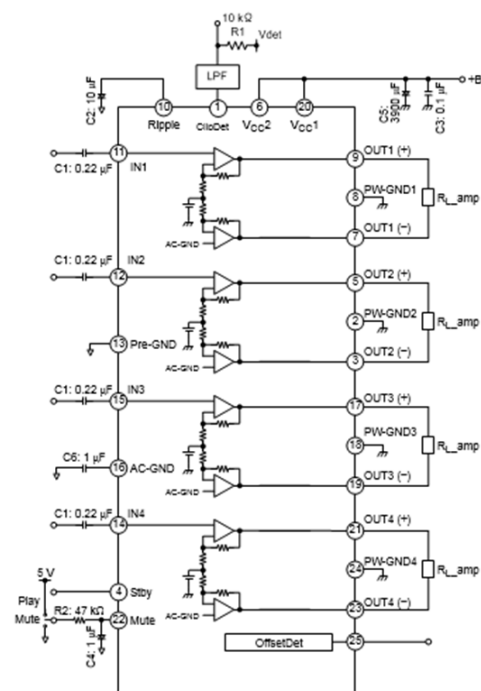 10 kΩ
R1
Vdet
LPF
C2: 10 µF
+B
C5:
3900 µF
C3: 0.1 µF
10
1
6
20
Ripple
ClipDet
VCC2
VCC1
11
C1: 0.22 µF
IN1
9
OUT1 (+)
8
PW-GND1
RL_amp
AC-GND
7
OUT1 (−)
C1: 0.22 µF
IN2
12
5
OUT2 (+)
2
PW-GND2
RL_amp
13
Pre-GND
AC-GND
3
OUT2 (−)
C1: 0.22 µF
IN3
15
17
OUT3 (+)
18
PW-GND3
RL_amp
C6: 1 µF
16
AC-GND
AC-GND
19
OUT3 (−)
C1: 0.22 µF
IN4
14
21
OUT4 (+)
24
PW-GND4
RL_amp
5 V
4
Stby
Play
R2: 47 kΩ
Mute
22
Mute
C4: 1 µF
AC-GND
23
OUT4 (−)
OffsetDet
25